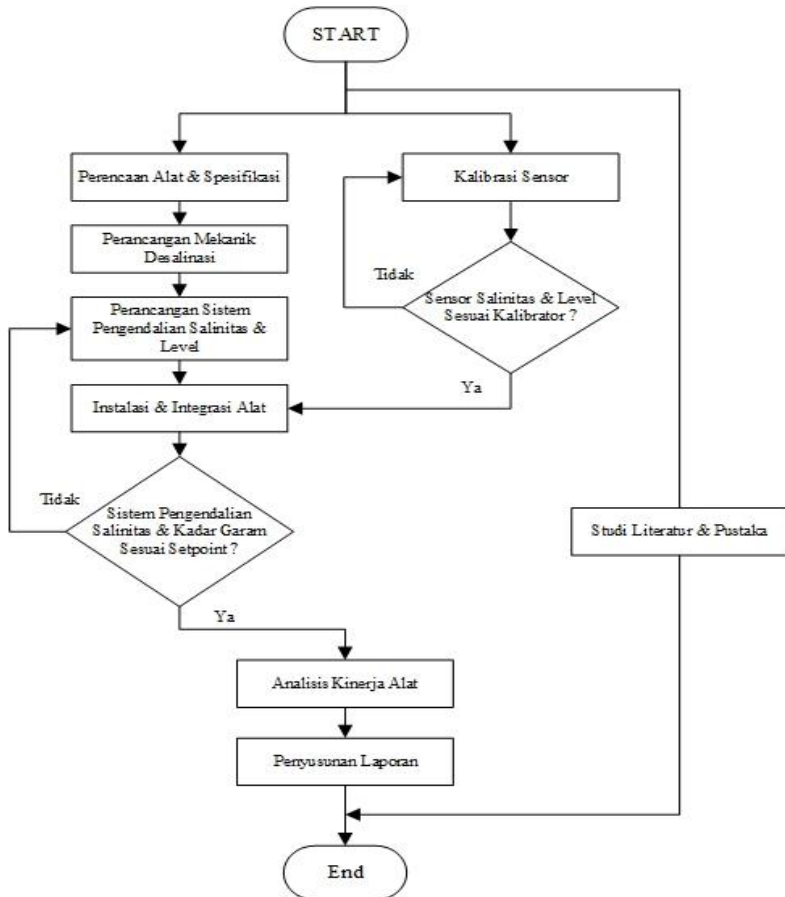 START
Perencaan Alat & Spesifikasi
Kalibrasi Sensor
Perancangan Mekanik
Desalinasi
Tidak
Sensor Salinitas & Level
Sesuai Kalibrator ?
Perancangan Sistem
Pengendalian Salinitas &
Level
Ya
Instalasi & Integrasi Alat
Tidak
Sistem Pengendalian
Salinitas & Kadar Garam
Sesuai Setpoint ?
Studi Literatur & Pustaka
Ya
Analisis Kinerja Alat
Penyusunan Laporan
End